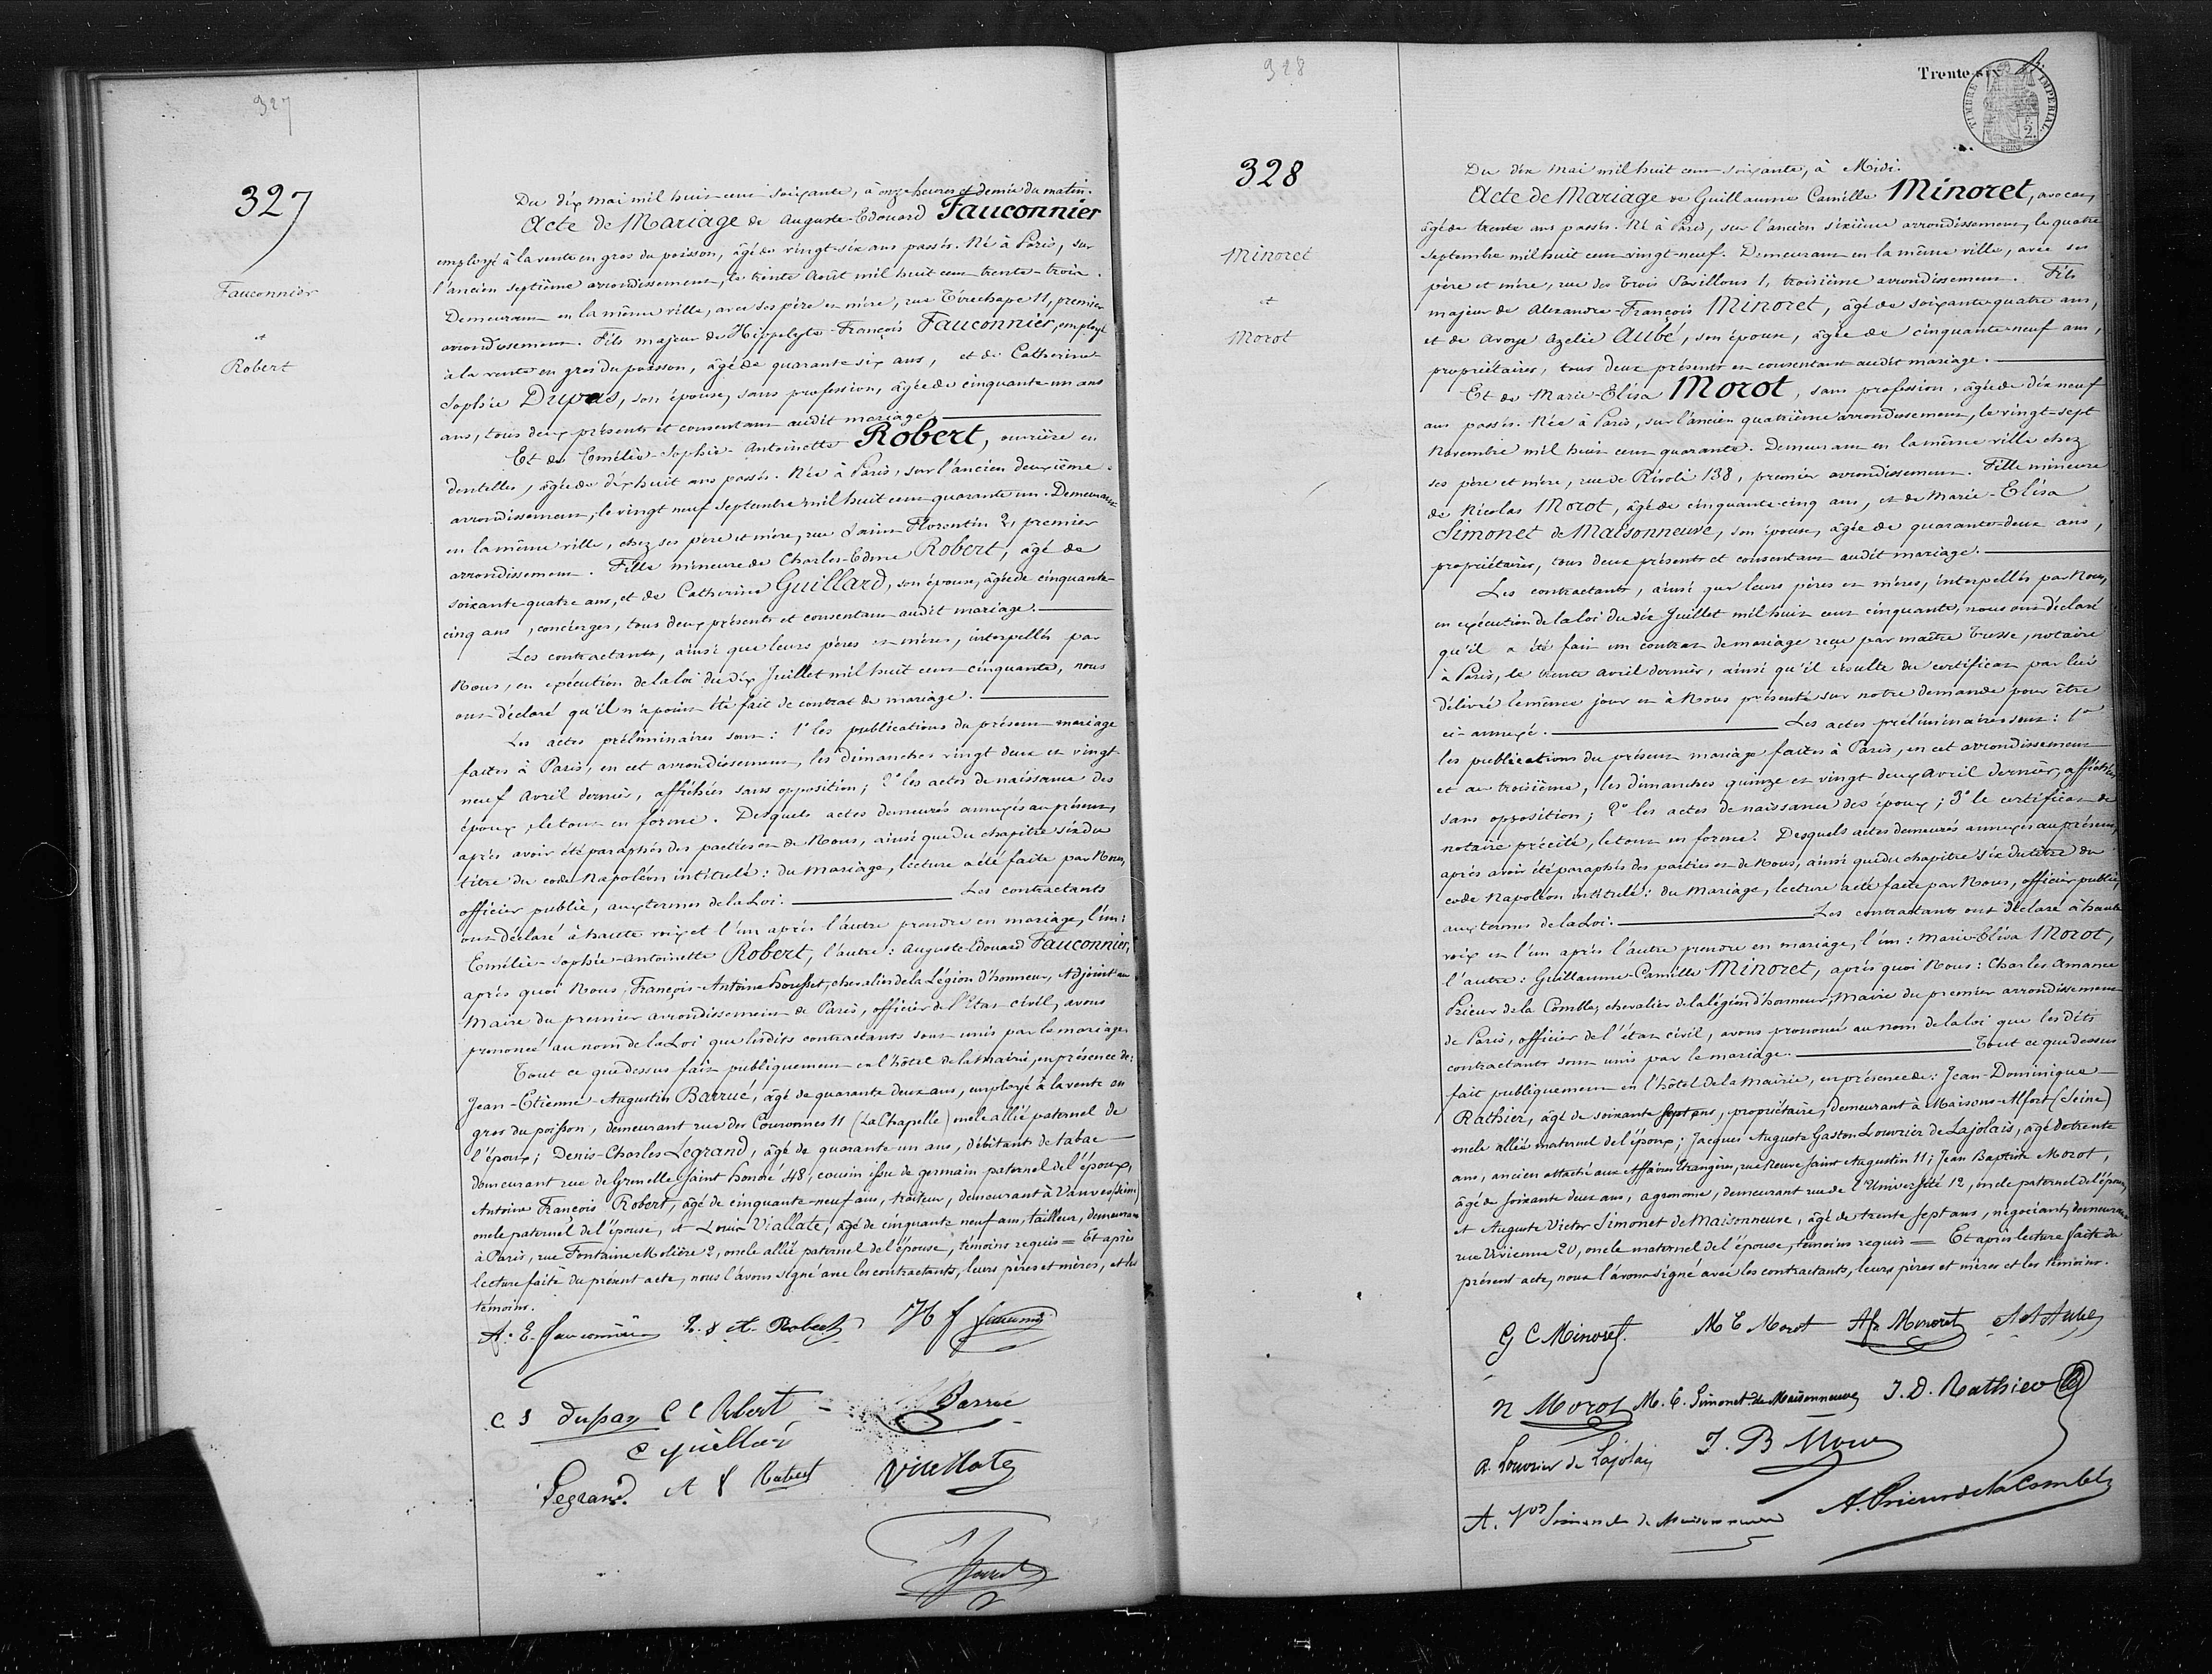 327
327
Fauconnier
et
Robert
Du dix mai mil huit cent soixante, à onze heures et demie du matin.
Acte de Mariage de Auguste-Edouard Fauconnier
employé à la vente en gros du poisson, âgé de vingt-six ans passés. Né à Paris, sur
l'ancien septième arrondissement, le trente Août mil huit cent trente-trois.
Demeurant en la même ville, avec ses père et mère, rue Tirechape 11, premier
arrondissement. Fils majeur de Hippolyte-François Fauconnier, employé
à la vente en gros du poisson, âgé de quarante six ans, et de Catherine
Sophie Dupas, son épouse, sans profession, âgée de cinquante-un ans
ans, tous deux présents et consentant audit mariage.
Et de Emélie-Sophie-Antoinette Robert, ouvrière en
dentelles, âgée de dix huit ans passés. Née à Paris, sur l'ancien deuxième
arrondissement, le vingt neuf Septembre mil huit cent quarante un. Demeurant
en la même ville, chez ses père et mère, rue Saint Florentin 2, premier
arrondissement. Fille mineure de Charles-Edme Robert, âgé de
soixante quatre ans, et de Catherine Guillard, son épouse, âgée de cinquante-
cinq ans, concierges, tous deux présents et consentant audit mariage.
Les contractants, ainsi que leurs pères et mères, interpellés par
Nous, en exécution de la loi du dix Juillet mil huit cent cinquante, nous
ont déclaré qu'il n'a point été fait de contrat de mariage.
Les actes préliminaires sont : 1° les publications du présent mariage
faites à Paris, en cet arrondissement, les dimanches vingt deux et vingt
neuf Avril dernier, affichées sans opposition ; 2° les actes de naissance des
époux, le tout en forme. Desquels actes demeurés annexés au présent,
après avoir été paraphés des parties et de Nous, ainsi que du chapitre six du
titre du code Napoléon intitulé : du Mariage, lecture a été faite par Nous,
officier public, aux termes de la Loi. Les contractants
ont déclaré à haute voix et l'un après l'autre prendre en mariage, l'un :
Emélie-Sophie-Antoinette Robert, l'autre : Auguste-Edouard Fauconnier,
après quoi Nous, François-Antoine Housset, chevalier de la Légion d'honneur, Adjoint au
Maire du premier arrondissement de Paris, officier de l'Etat-civil, avons
prononcé au nom de la Loi que lesdits contractants sont unis par le mariage.
Tout ce que dessus fait publiquement en l'hôtel de la Mairie, en présence de :
Jean-Etienne-Augustin Barrué, âgé de quarante deux ans, employé à la vente en
gros du poisson, demeurant rue des Couronnes 11 (La Chapelle) oncle allié paternel de
l'époux ; Denis-Charles Legrand, âgé de quarante un ans, débitant de tabac
demeurant rue de Grenelle Saint honoré 48, cousin issu de germain paternel de l'époux,
Antoine François Robert, âgé de cinquante-neuf ans, traiteur, demeurant à Vanves (Seine)
oncle paternel de l'épouse, et Louis Viallate, âgé de cinquante neuf ans, tailleur, demeurant
à Paris, rue Fontaine Molière 2, oncle allié paternel de l'épouse, témoins requis = Et après
lecture faite du présent acte, nous l'avons signé avec les contractants, leurs pères et mères, et les
témoins.
A. E. Fauconnier E. S A. Robert H f fauconnier
C S dupas C E Robert Barrué
C guillard
Legrand A F Robert Viallate
328
Trente-six
TIMBRE IMPÉRIAL
2
SEINE
328
Minoret
et
Morot
Du dix Mai mil huit cent soixante, à Midi.
Acte de Mariage de Guillaume Camille Minoret, avocat,
âgé de trente ans passés. Né à Paris, sur l'ancien sixième arrondissement, le quatre
Septembre mil huit cent vingt-neuf. Demeurant en la même ville, avec ses
père et mère, rue des Trois Pavillons 1, troisième arrondissement. Fils
majeur de Alexandre-François Minoret, âgé de soixante quatre ans,
et de Avoye Azelie Aubé, son épouse, âgée de cinquante-neuf ans,
propriétaires, tous deux présents et consentant audit mariage.
Et de Marie-Elisa Morot, sans profession, âgée de dix neuf
ans passés. Née à Paris, sur l'ancien quatrième arrondissement, le vingt-sept
Novembre mil huit cent quarante. Demeurant en la même ville chez
ses père et mère, rue de Rivoli 138, premier arrondissement. Fille mineure
de Nicolas Morot, âgé de cinquante cinq ans, et de Marie-Elisa
Simonet de Maisonneuve, son épouse, âgée de quarante-deux ans,
propriétaires, tous deux présents et consentant audit mariage.
Les contractants, ainsi que leurs pères et mères, interpellés par Nous,
en exécution de la loi du dix Juillet mil huit cent cinquante, nous ont déclaré
qu'il a été fait un contrat de mariage reçu par maître Tresse, notaire
à Paris, le trente avril dernier, ainsi qu'il résulte du certificat par lui
délivré le même jour et à Nous présenté sur notre demande pour être
ci-annexé. Les actes préliminaires sont : 1°
les publications du présent mariage faites à Paris, en cet arrondissement
et au troisième, les dimanches quinze et vingt deux Avril dernier, affichées
sans opposition ; 2° les actes de naissance des époux ; 3° le certificat de
notaire précité, le tout en forme. Desquels actes demeurés annexés au présent,
après avoir été paraphés des parties et de Nous, ainsi que du chapitre six du titre du
code Napoléon intitulé : du Mariage, lecture a été faite par Nous, officier public,
aux termes de la Loi. Les contractants ont déclaré à haute
voix et l'un après l'autre prendre en mariage, l'un : Marie-Elisa Morot,
l'autre : Guillaume-Camille Minoret, après quoi Nous : Charles Amance
Prieur de la Comble, chevalier de la légion d'honneur, Maire du premier arrondissement
de Paris, officier de l'état civil, avons prononcé au nom de la loi que les dits
contractants sont unis par le mariage. Tout ce que dessus
fait publiquement en l'hôtel de la Mairie, en présence de : Jean-Dominique
Rathier, âgé de soixante sept ans, propriétaire, demeurant à Maisons-Alfort (Seine)
oncle allié maternel de l'époux ; Jacques Auguste Gaston Louvrier de Lajolais, âgé de trente
ans, ancien attaché aux Affaires Etrangères, rue Neuve Saint Augustin 11 ; Jean Baptiste Morot,
âgé de soixante deux ans, agronome, demeurant rue de l'Université 12, oncle paternel de l'épouse,
et Auguste Victor Simonet de Maisonneuve, âgé de trente sept ans, négociant, demeurant
rue Vivienne 20, oncle maternel de l'épouse, témoins requis = Et après lecture faite du
présent acte, nous l'avons signé avec les contractants, leurs pères et mères et les témoins.
G C Minoret M E Morot Af Minoret Aubé
N Morot M. E. Simonet de Maisonneuve J. D. Rathier
A. Louvrier de Lajolais J. B Morot
A. Vor Simonet de Maisonneuve A. Prieur de la Comble